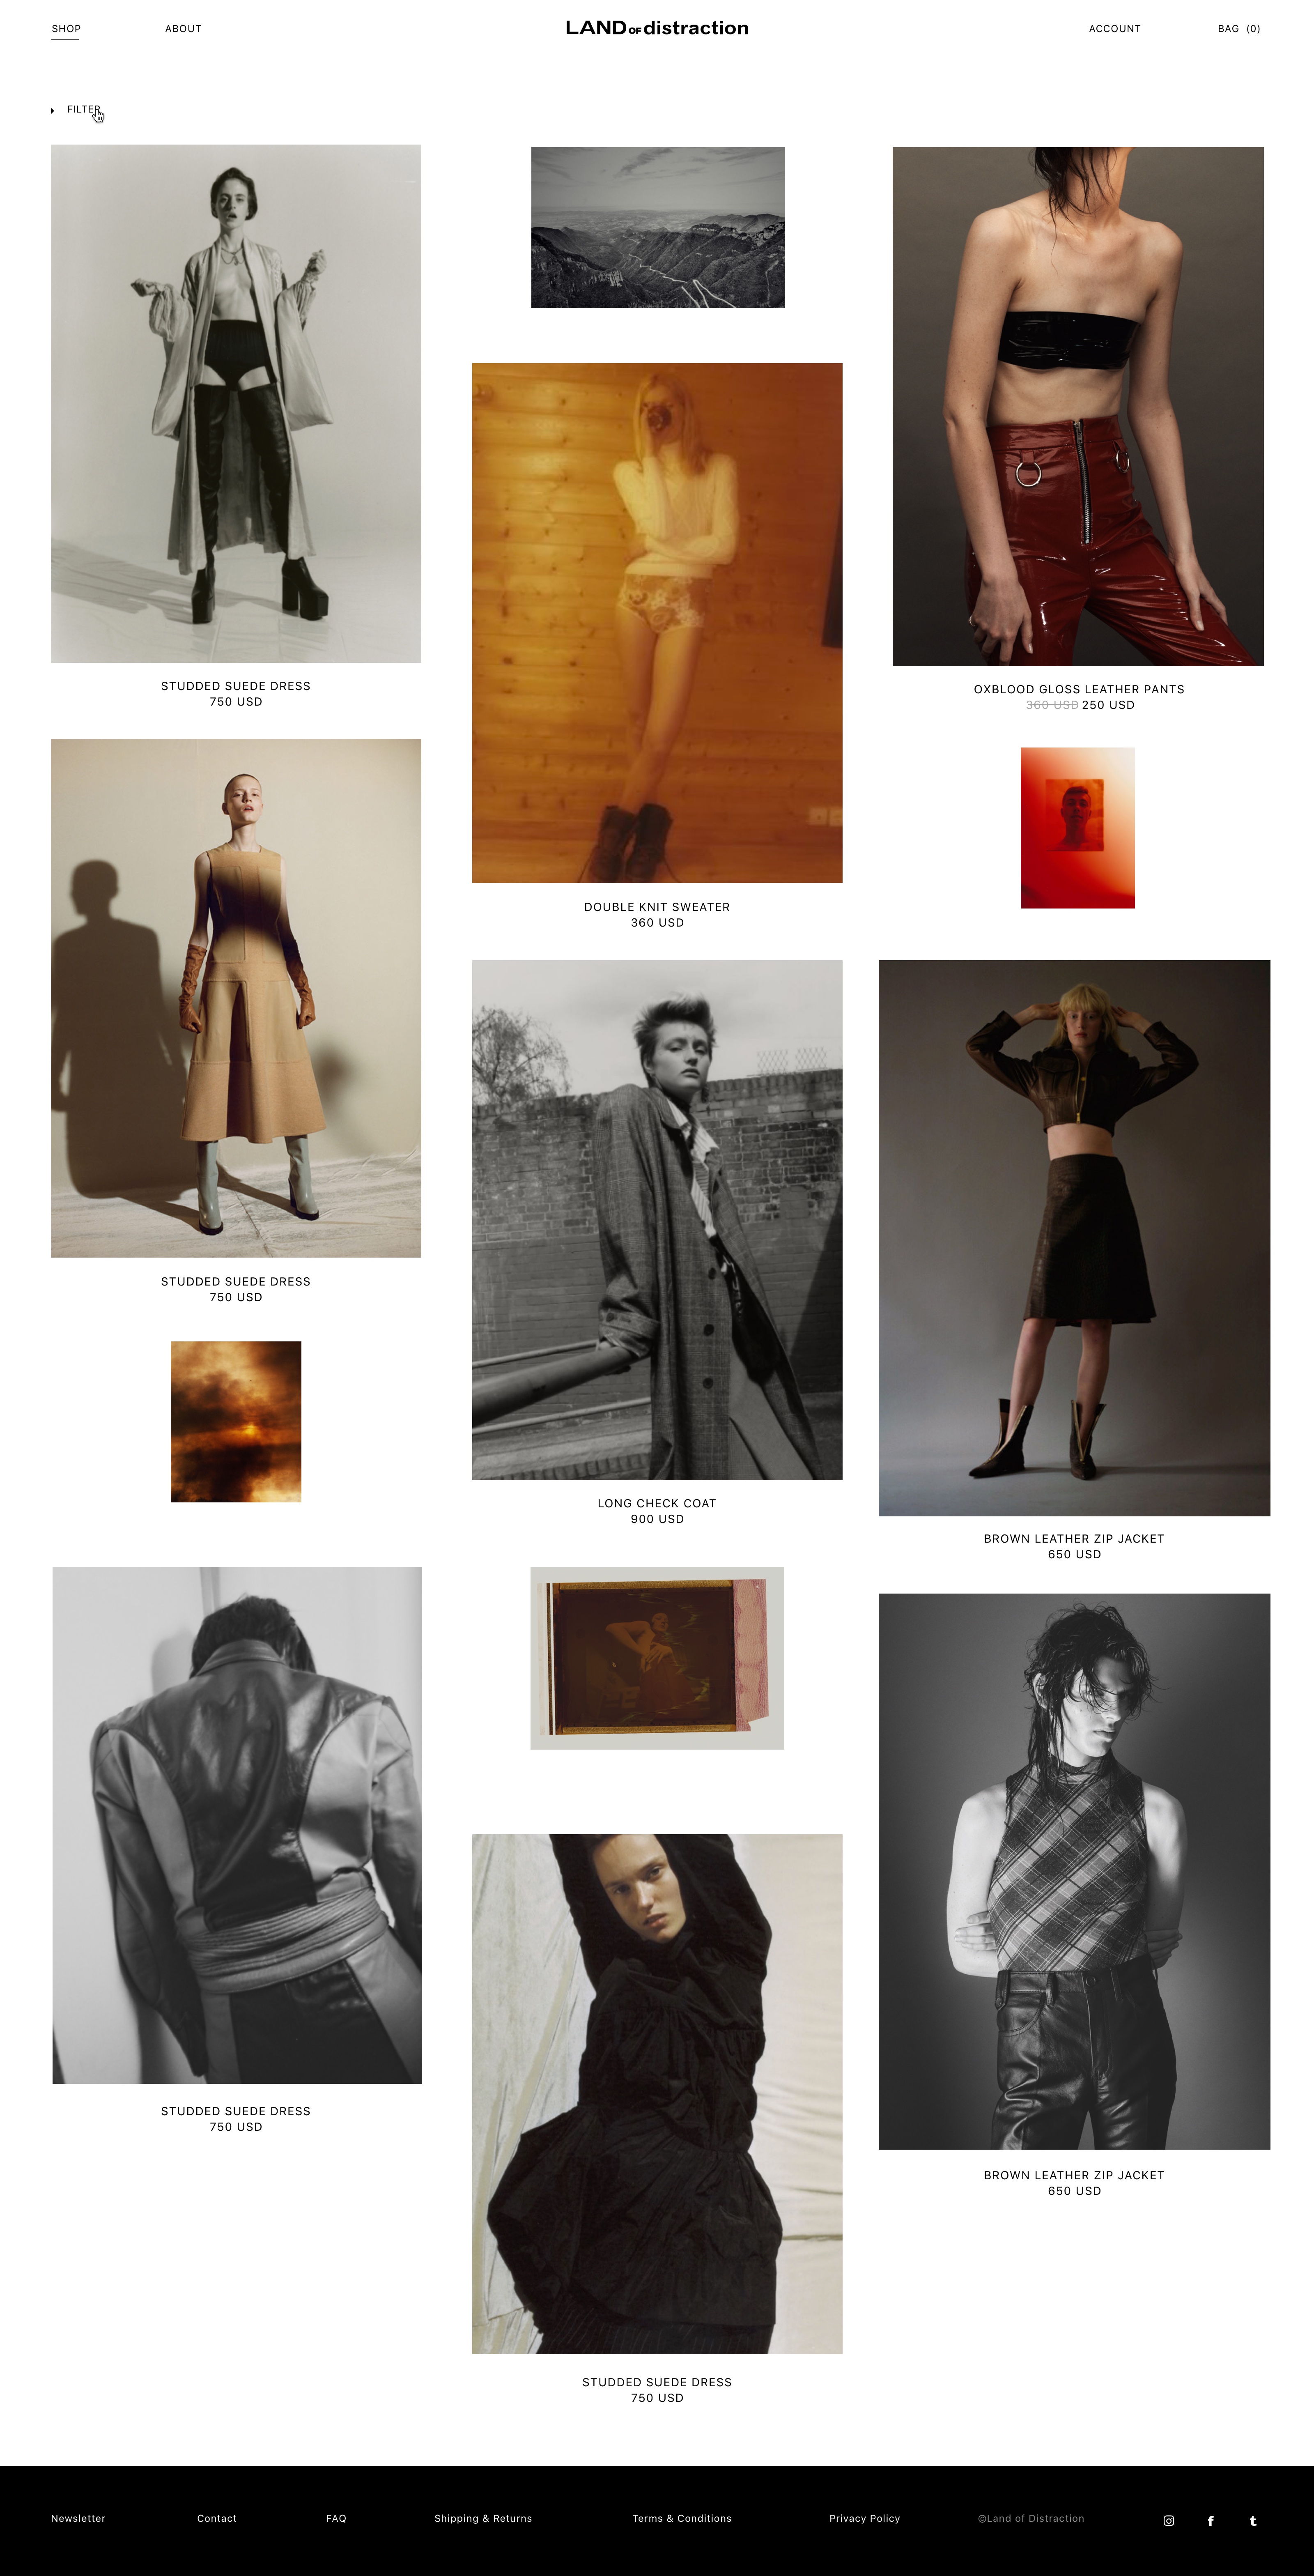 SHOP
ABOUT
LAND OF distraction
ACCOUNT
BAG (0)
FILTER
STUDDED SUEDE DRESS
750 USD
OXBLOOD GLOSS LEATHER PANTS
360 USD 250 USD
DOUBLE KNIT SWEATER
360 USD
STUDDED SUEDE DRESS
750 USD
LONG CHECK COAT
900 USD
BROWN LEATHER ZIP JACKET
650 USD
STUDDED SUEDE DRESS
750 USD
BROWN LEATHER ZIP JACKET
650 USD
STUDDED SUEDE DRESS
750 USD
Newsletter
Contact
FAQ
Shipping & Returns
Terms & Conditions
Privacy Policy
©Land of Distraction